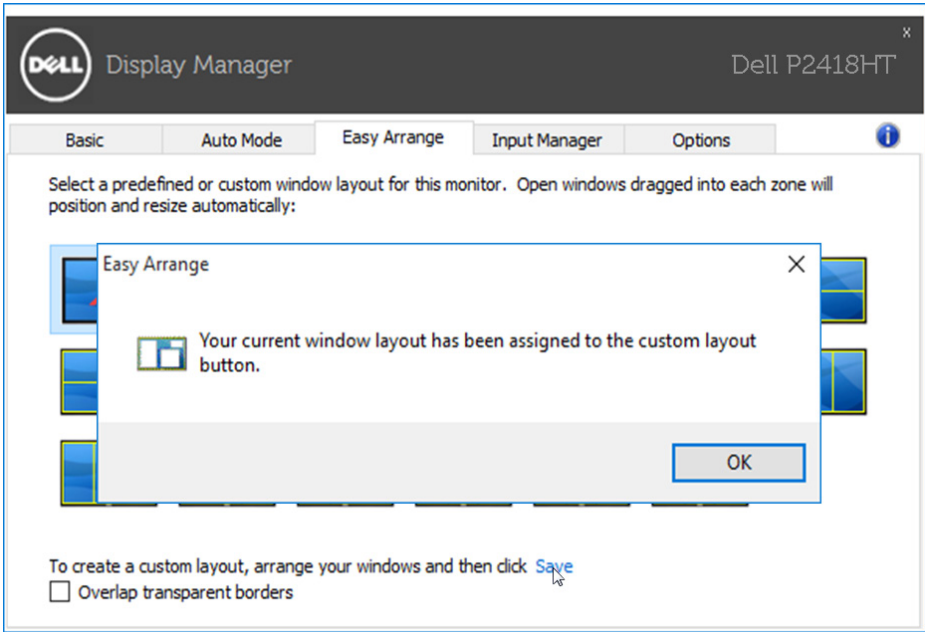 x
DELL
Display Manager
Dell P2418HT
Basic
Auto Mode
Easy Arrange
Input Manager
Options
i
Select a predefined or custom window layout for this monitor. Open windows dragged into each zone will
position and resize automatically:
Easy Arrange
Your current window layout has been assigned to the custom layout
button.
OK
To create a custom layout, arrange your windows and then click Save
Overlap transparent borders